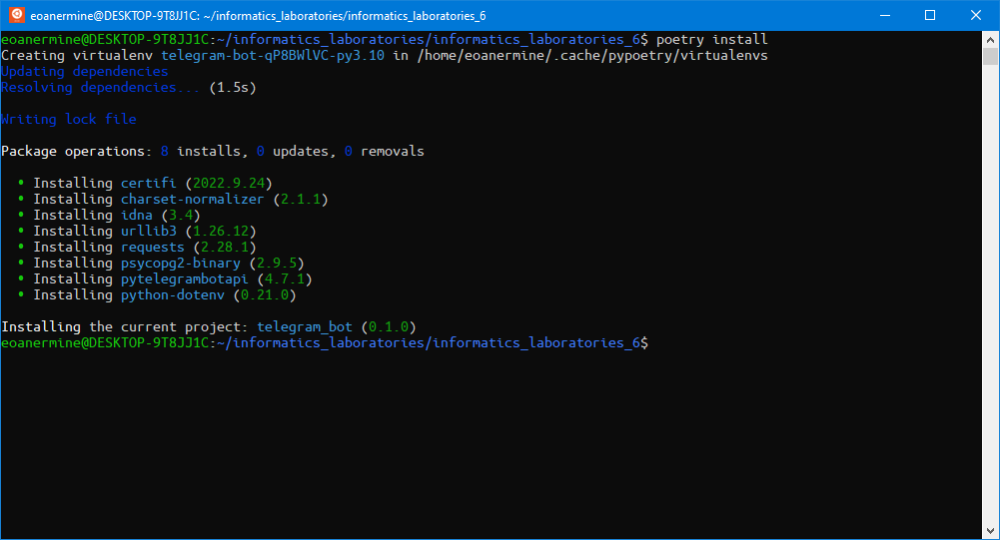 eoanermine@DESKTOP-9T8JJ1C: ~/informatics_laboratories/informatics_laboratories_6
eoanermine@DESKTOP-9T8JJ1C:~/informatics_laboratories/informatics_laboratories_6$ poetry install
Creating virtualenv telegram-bot-qP8BWlVC-py3.10 in /home/eoanermine/.cache/pypoetry/virtualenvs
Updating dependencies
Resolving dependencies... (1.5s)

Writing lock file

Package operations: 8 installs, 0 updates, 0 removals

  • Installing certifi (2022.9.24)
  • Installing charset-normalizer (2.1.1)
  • Installing idna (3.4)
  • Installing urllib3 (1.26.12)
  • Installing requests (2.28.1)
  • Installing psycopg2-binary (2.9.5)
  • Installing pytelegrambotapi (4.7.1)
  • Installing python-dotenv (0.21.0)

Installing the current project: telegram_bot (0.1.0)
eoanermine@DESKTOP-9T8JJ1C:~/informatics_laboratories/informatics_laboratories_6$